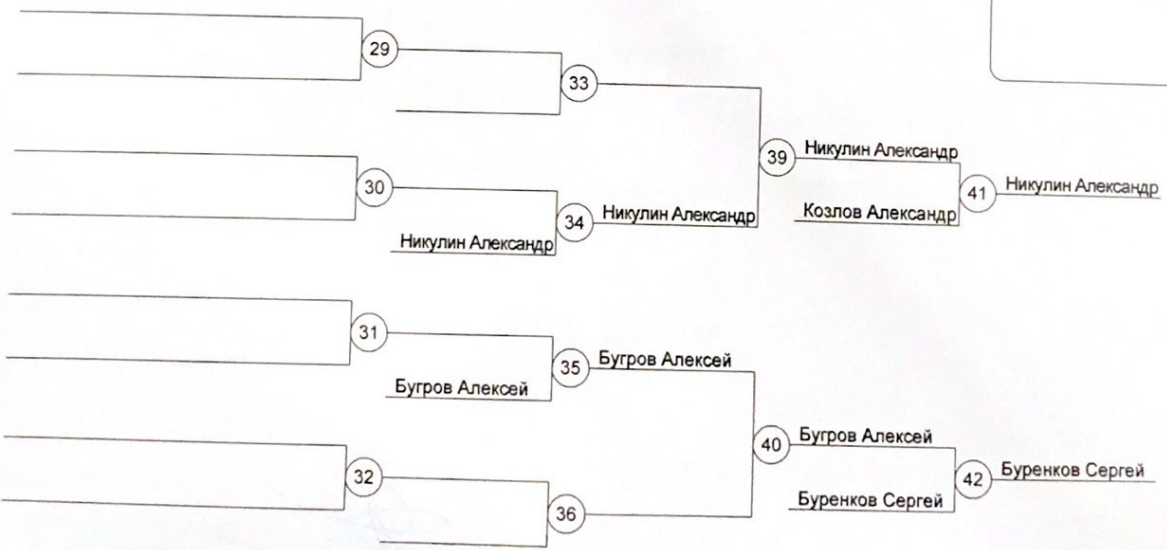 29
33
39
Никулин Александр
30
41
Никулин Александр
34
Никулин Александр
Козлов Александр
Никулин Александр
31
35
Бугров Алексей
Бугров Алексей
40
Бугров Алексей
32
42
Буренков Сергей
36
Буренков Сергей